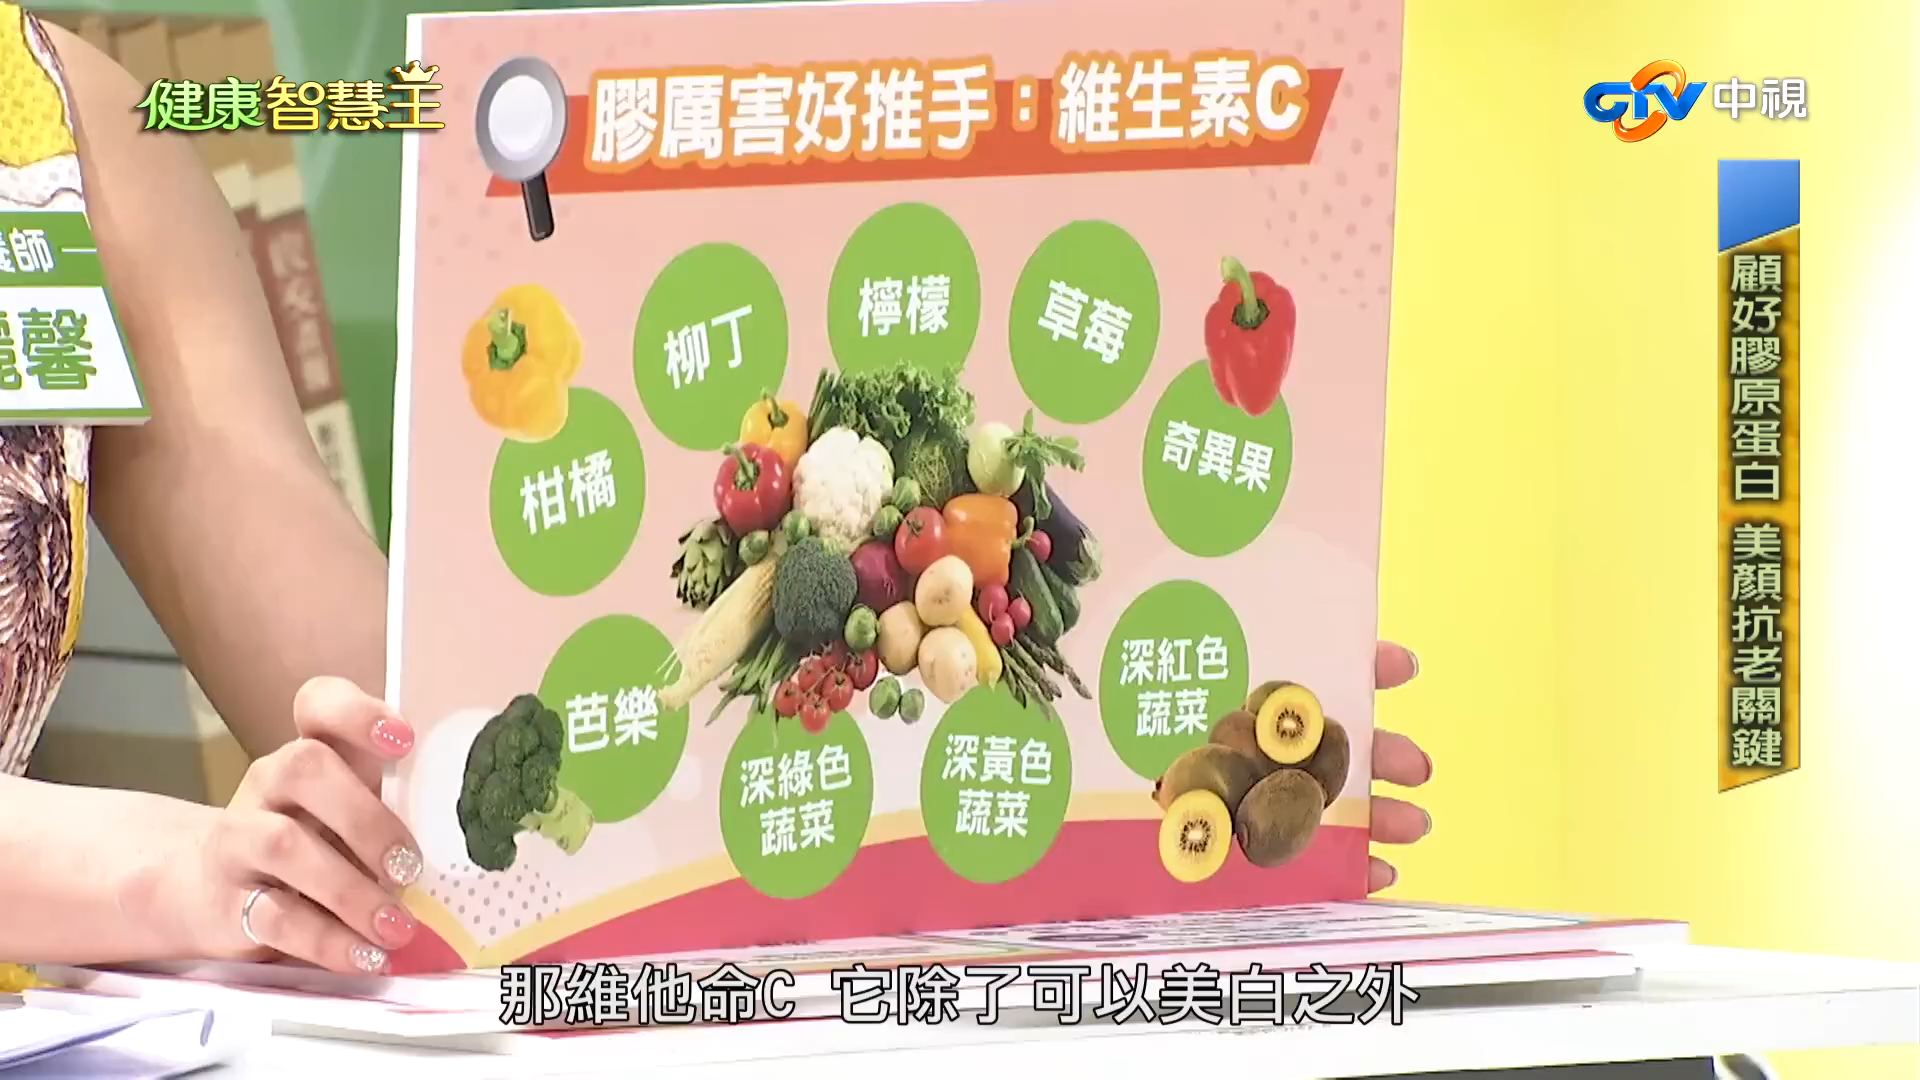 健康智慧王
CTV中視
膠厲害好推手：維生素C
柳丁
檸檬
草莓
柑橘
奇異果
芭樂
深綠色
蔬菜
深黃色
蔬菜
深紅色
蔬菜
師
馨
顧好膠原蛋白 美顏抗老關鍵
那維他命C 它除了可以美白之外